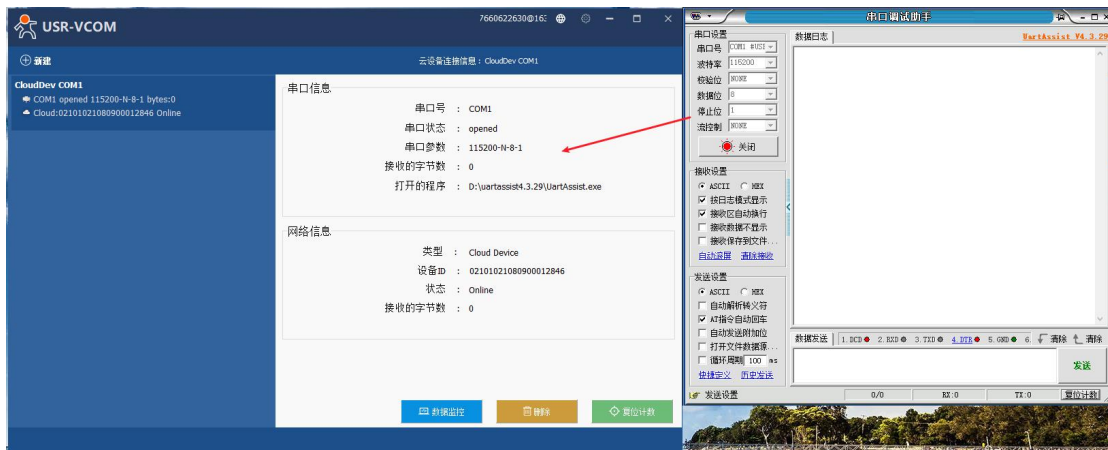 USR-VCOM
7660622630@163
新建
云设备连接信息：CloudDev COM1
CloudDev COM1
COM1 opened 115200-N-8-1 bytes:0
Cloud:02101021080900012846 Online
串口信息
串口号 : COM1
串口状态 : opened
串口参数 : 115200-N-8-1
接收的字节数 : 0
打开的程序 : D:\uartassist4.3.29\UartAssist.exe
网络信息
类型 : Cloud Device
设备ID : 02101021080900012846
状态 : Online
接收的字节数 : 0
数据监控
删除
复位计数
串口调试助手
串口设置
串口号 COM1 #USI
波特率 115200
校验位 NONE
数据位 8
停止位 1
流控制 NONE
关闭
接收设置
ASCII HEX
按日志模式显示
接收区自动换行
接收数据不显示
接收保存到文件...
自动滚屏 清除接收
发送设置
ASCII HEX
自动解析转义符
AT指令自动回车
自动发送附加位
打开文件数据源...
循环周期 100 ms
快捷定义 历史发送
数据日志
UartAssist V4.3.29
数据发送 1. DCD 2. RXD 3. TXD 4. DTR 5. GND 6. 清除 清除
发送
发送设置 0/0 RX:0 TX:0 复位计数